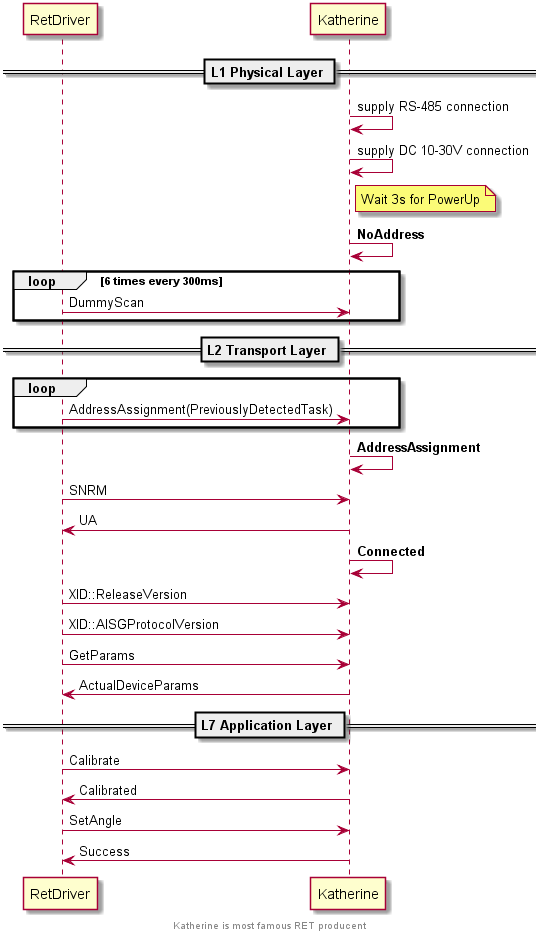 RetDriver Katherine
L1 Physical Layer
supply RS-485 connection
supply DC 10-30V connection
Wait 3s for PowerUp
NoAddress
loop [6 times every 300ms]
DummyScan
L2 Transport Layer
loop
AddressAssignment(PreviouslyDetectedTask)
AddressAssignment
SNRM
UA
Connected
XID::ReleaseVersion
XID::AISGProtocolVersion
GetParams
ActualDeviceParams
L7 Application Layer
Calibrate
Calibrated
SetAngle
Success
RetDriver Katherine
Katherine is most famous RET producent